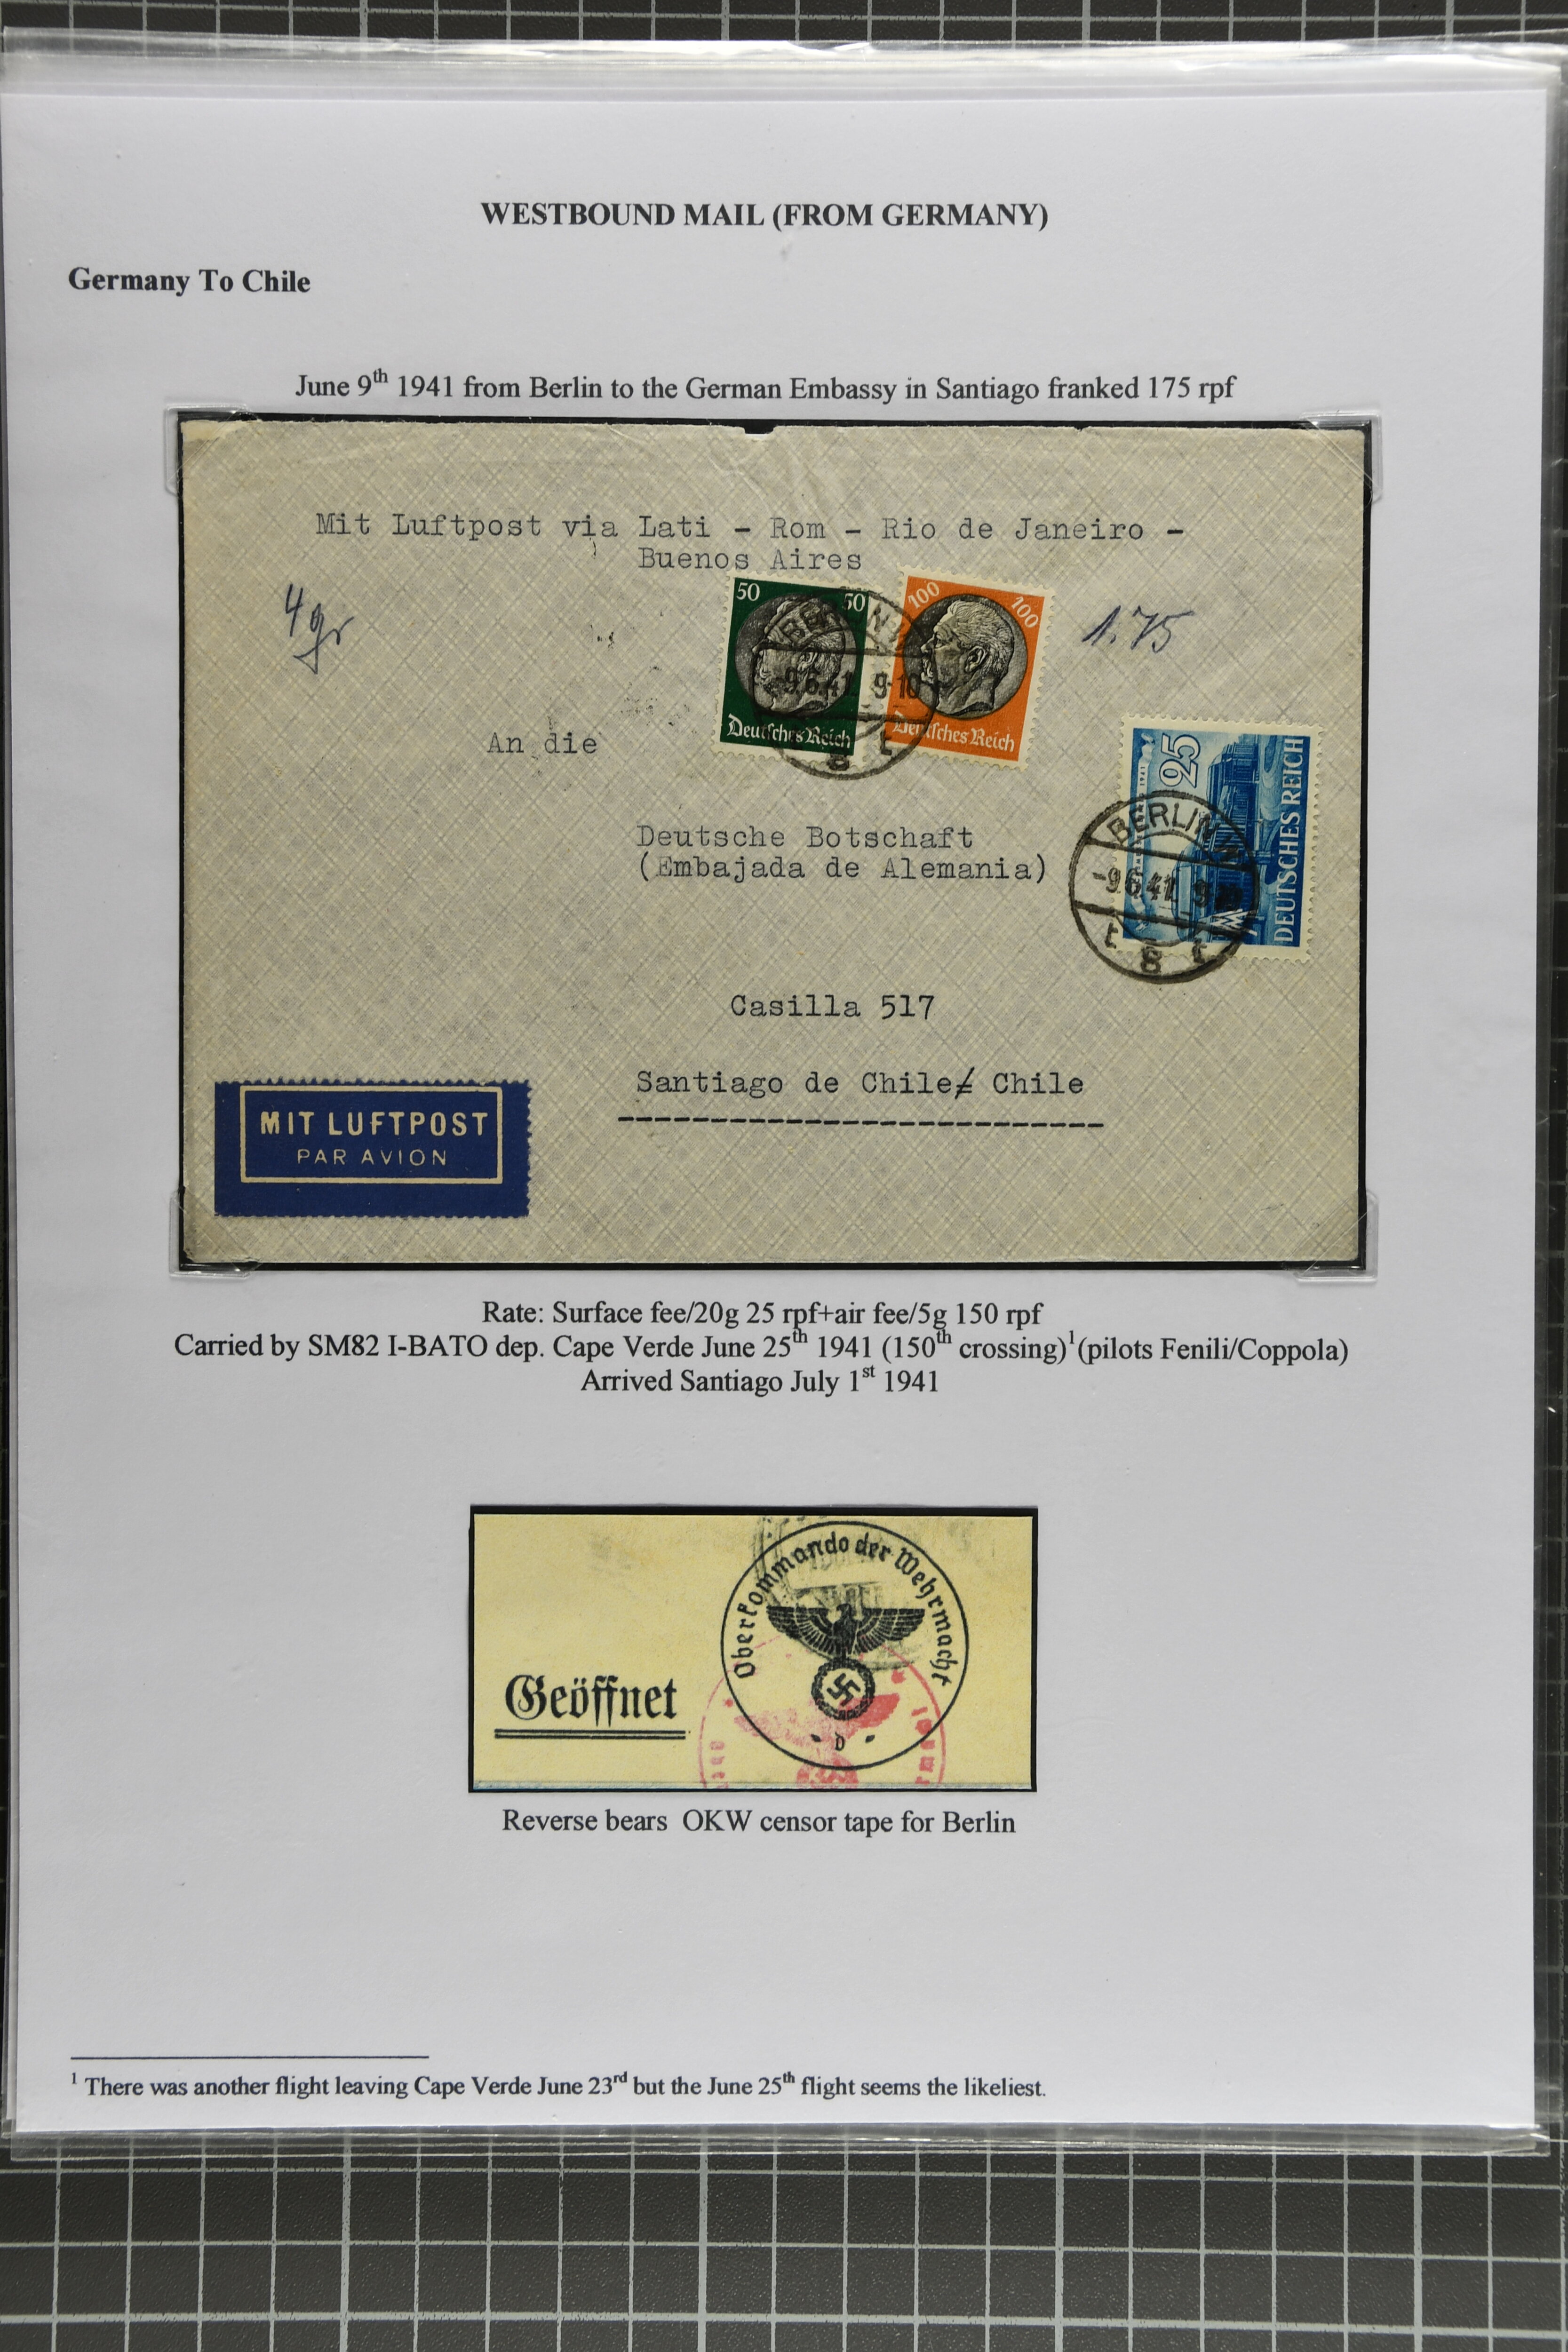 WESTBOUND MAIL (FROM GERMANY)
Germany To Chile
June 9th 1941 from Berlin to the German Embassy in Santiago franked 175 rpf
Mit Luftpost via Lati - Rom - Rio de Janeiro -
Buenos Aires
4gr
50 50
Deutsches Reich
100 100
Deutsches Reich
BERLIN
-9.6.41. 9-10
1.75
An die
25
DEUTSCHES REICH
BERLIN
-9.6.41
Deutsche Botschaft
(Embajada de Alemania)
Casilla 517
Santiago de Chile/ Chile
MIT LUFTPOST
PAR AVION
Rate: Surface fee/20g 25 rpf+air fee/5g 150 rpf
Carried by SM82 I-BATO dep. Cape Verde June 25th 1941 (150th crossing)1(pilots Fenili/Coppola)
Arrived Santiago July 1st 1941
Geöffnet
Oberkommando der Wehrmacht
D
Reverse bears OKW censor tape for Berlin
1 There was another flight leaving Cape Verde June 23rd but the June 25th flight seems the likeliest.